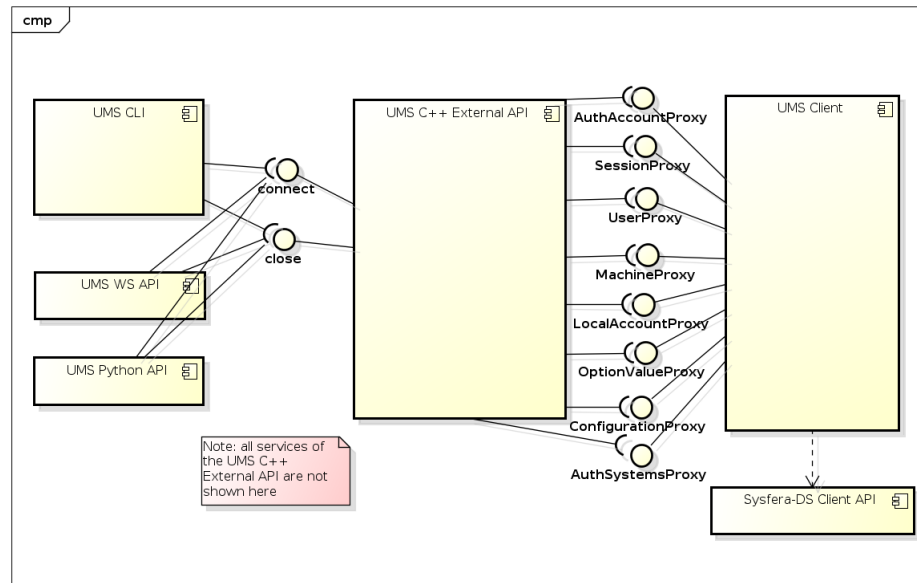 cmp
UMS CLI
UMS C++ External API
UMS Client
AuthAccountProxy
SessionProxy
connect
UserProxy
close
MachineProxy
UMS WS API
LocalAccountProxy
UMS Python API
OptionValueProxy
ConfigurationProxy
Note: all services of
the UMS C++
External API are not
shown here
AuthSystemsProxy
Sysfera-DS Client API